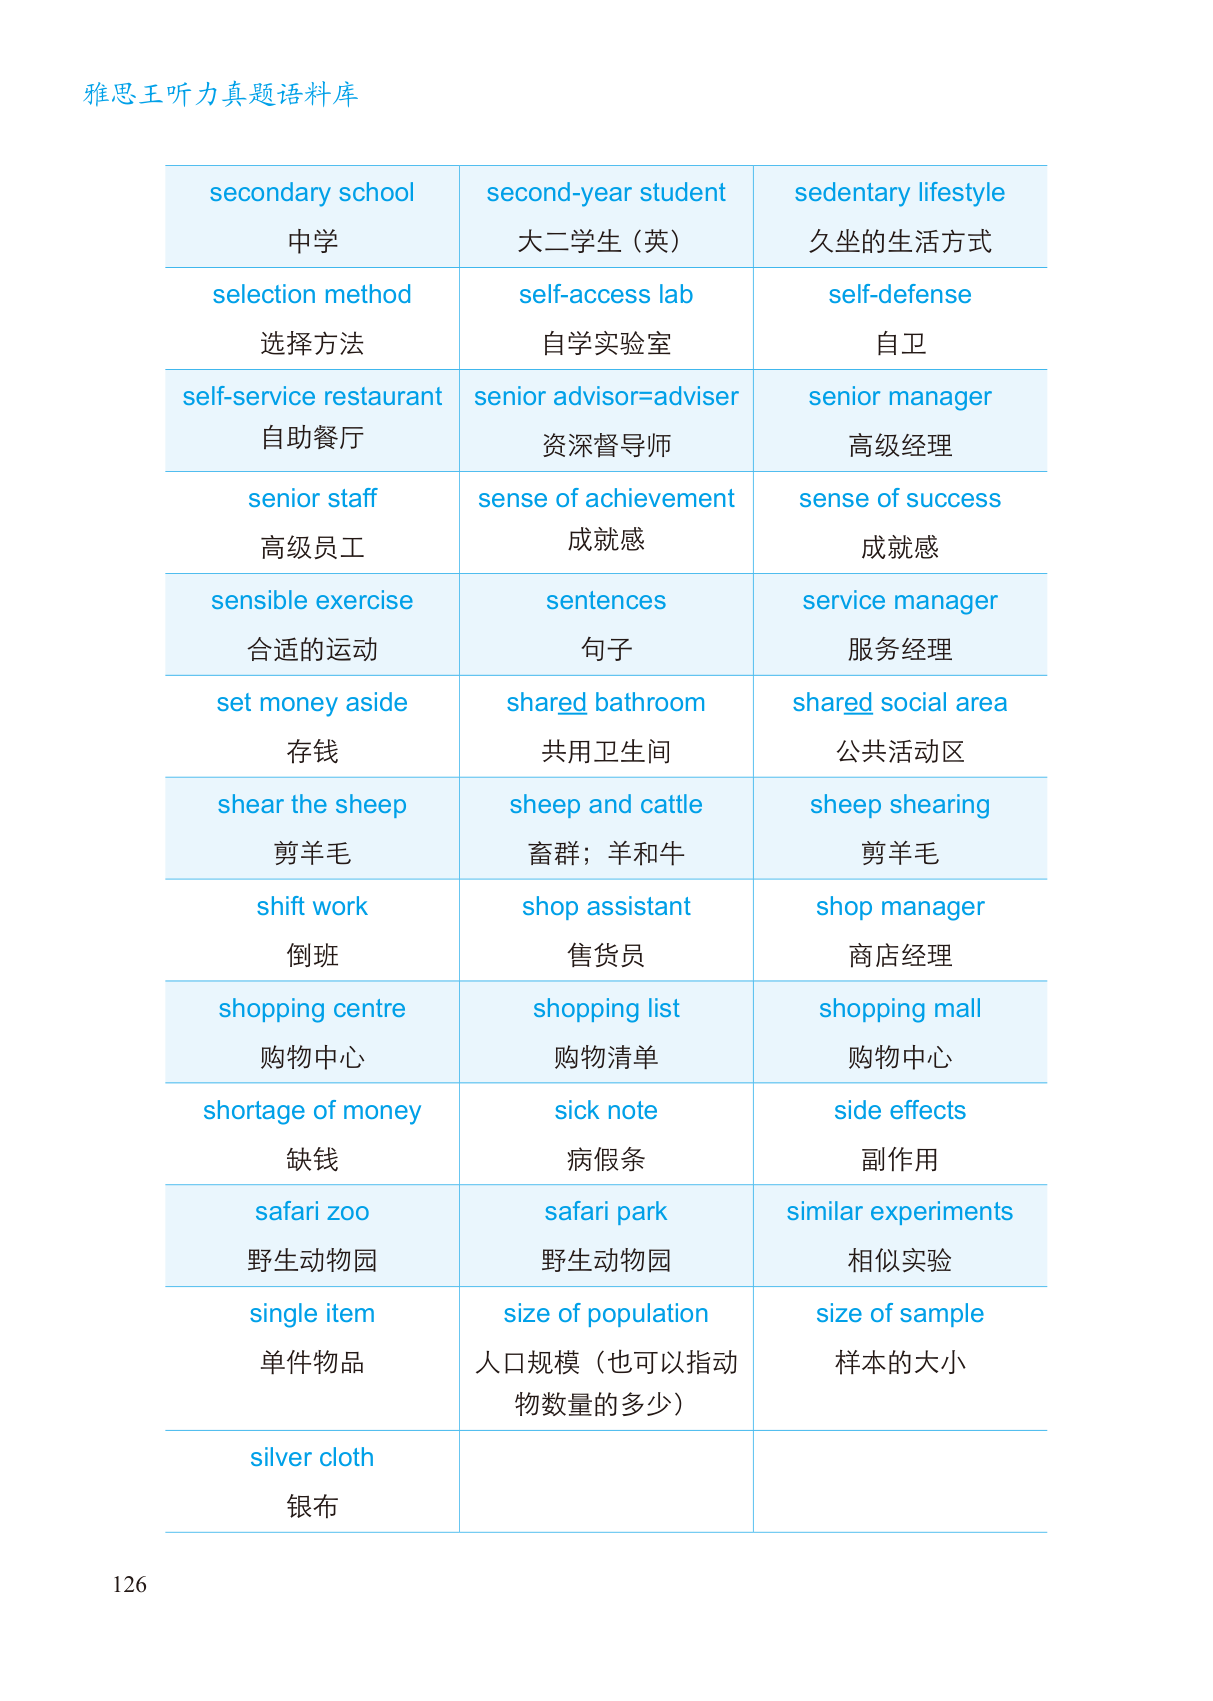 雅思王听力真题语料库
secondary school
中学
second-year student
大二学生（英）
sedentary lifestyle
久坐的生活方式
selection method
选择方法
self-access lab
自学实验室
self-defense
自卫
self-service restaurant
自助餐厅
senior advisor=adviser
资深督导师
senior manager
高级经理
senior staff
高级员工
sense of achievement
成就感
sense of success
成就感
sensible exercise
合适的运动
sentences
句子
service manager
服务经理
set money aside
存钱
shared bathroom
共用卫生间
shared social area
公共活动区
shear the sheep
剪羊毛
sheep and cattle
畜群；羊和牛
sheep shearing
剪羊毛
shift work
倒班
shop assistant
售货员
shop manager
商店经理
shopping centre
购物中心
shopping list
购物清单
shopping mall
购物中心
shortage of money
缺钱
sick note
病假条
side effects
副作用
safari zoo
野生动物园
safari park
野生动物园
similar experiments
相似实验
single item
单件物品
size of population
人口规模（也可以指动
物数量的多少）
size of sample
样本的大小
silver cloth
银布
126